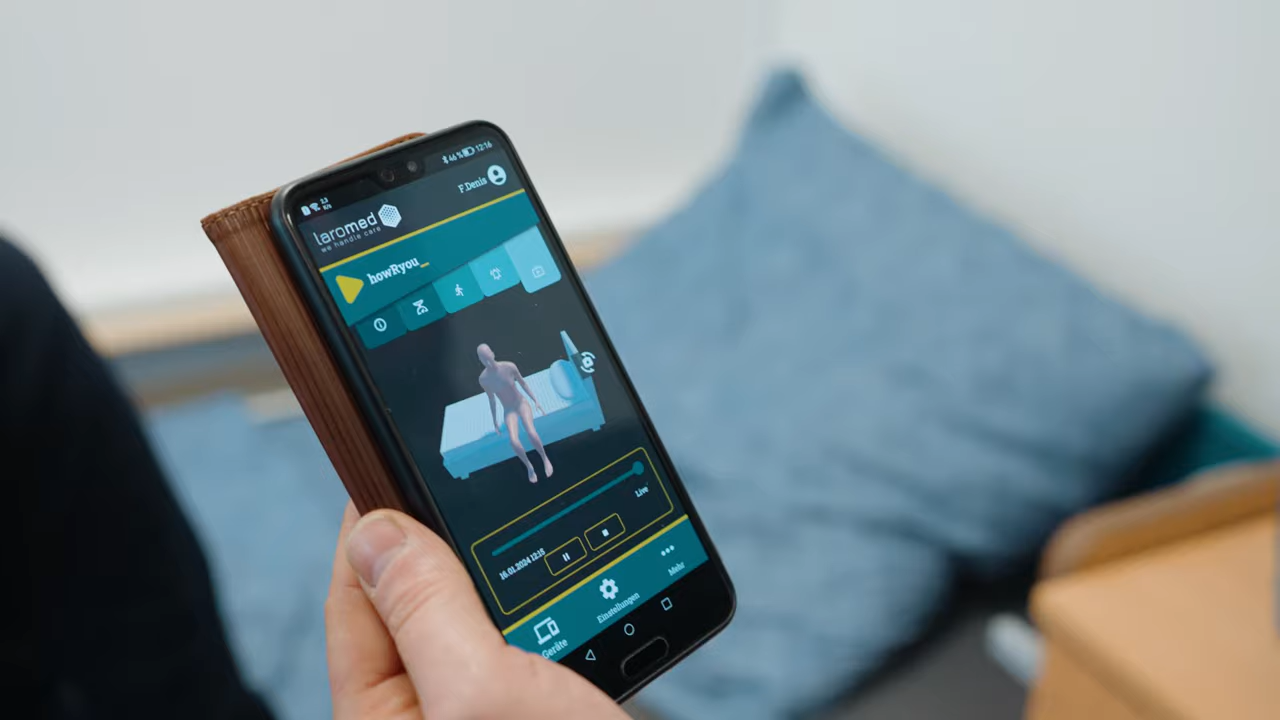 46 % 12:16
F.Denis
laromed
we handle care
howRyou_
Live
16.01.2024 12:15
Geräte
Einstellungen
Mehr